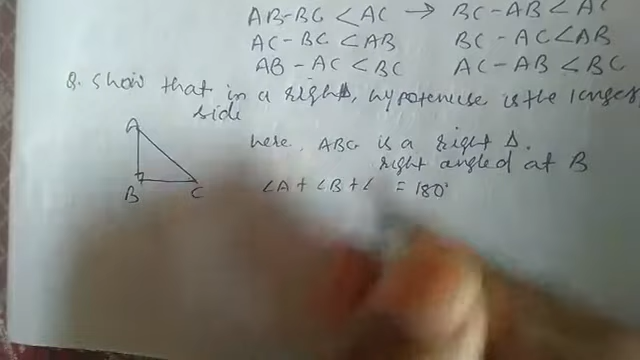 AB-BC < AC → BC-AB < AC
AC-BC < AB BC-AC < AB
AB-AC < BC AC-AB < BC
Q. Show that in a right Δ, hypotenuse is the longest
side
A
B C
here, ABC is a right Δ.
right angled at B
∠A + ∠B + ∠ = 180°